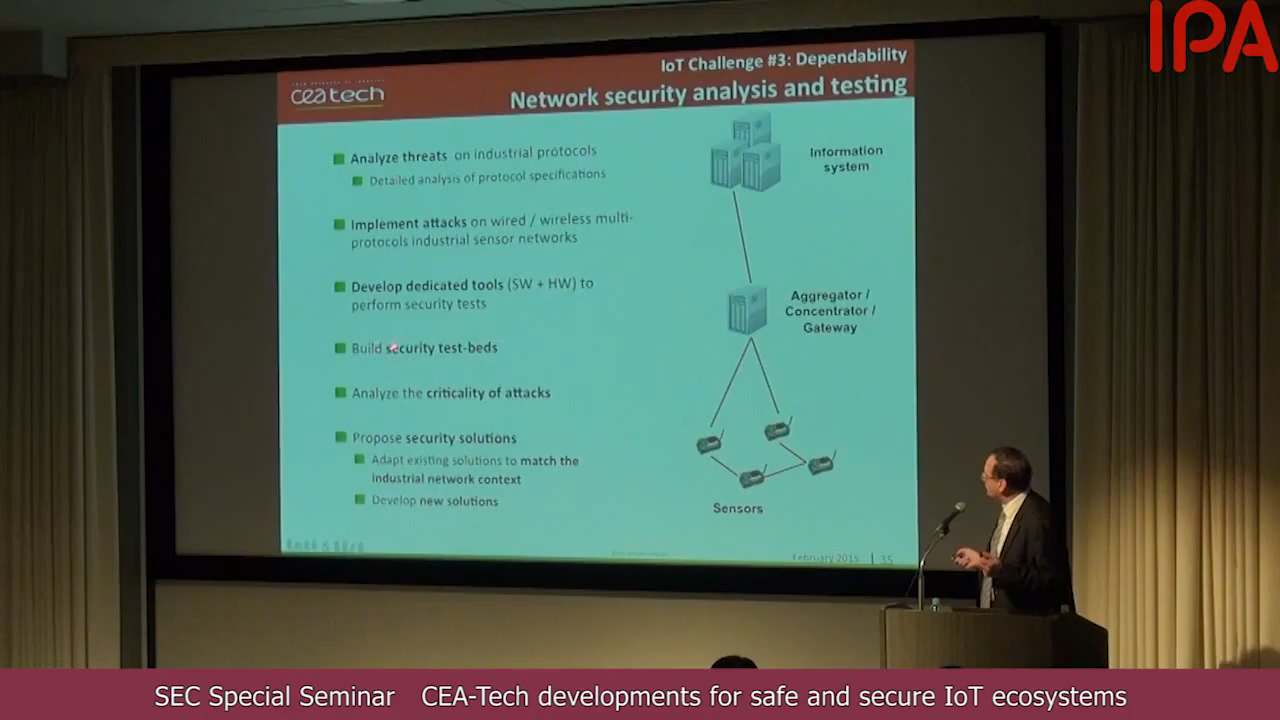 IPA
IoT Challenge #3: Dependability
ceatech
Network security analysis and testing
Analyze threats on industrial protocols
Detailed analysis of protocol specifications
Implement attacks on wired / wireless multi-
protocols industrial sensor networks
Develop dedicated tools (SW + HW) to
perform security tests
Build security test-beds
Analyze the criticality of attacks
Propose security solutions
Adapt existing solutions to match the
industrial network context
Develop new solutions
Information
system
Aggregator /
Concentrator /
Gateway
Sensors
February 2015 | 35
SEC Special Seminar CEA-Tech developments for safe and secure IoT ecosystems